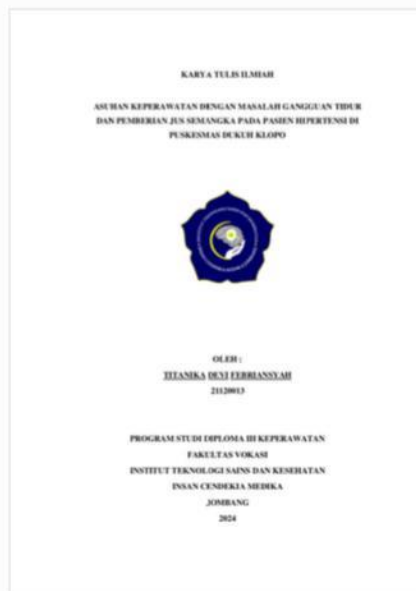 KARYA TULIS ILMIAH
ASUHAN KEPERAWATAN DENGAN MASALAH GANGGUAN TIDUR
DAN PEMBERIAN JUS SEMANGKA PADA PASIEN HIPERTENSI DI
PUSKESMAS DUKUH KLOPO
OLEH :
TITANIKA DEVI FEBRIANSYAH
21120013
PROGRAM STUDI DIPLOMA III KEPERAWATAN
FAKULTAS VOKASI
INSTITUT TEKNOLOGI SAINS DAN KESEHATAN
INSAN CENDEKIA MEDIKA
JOMBANG
2024